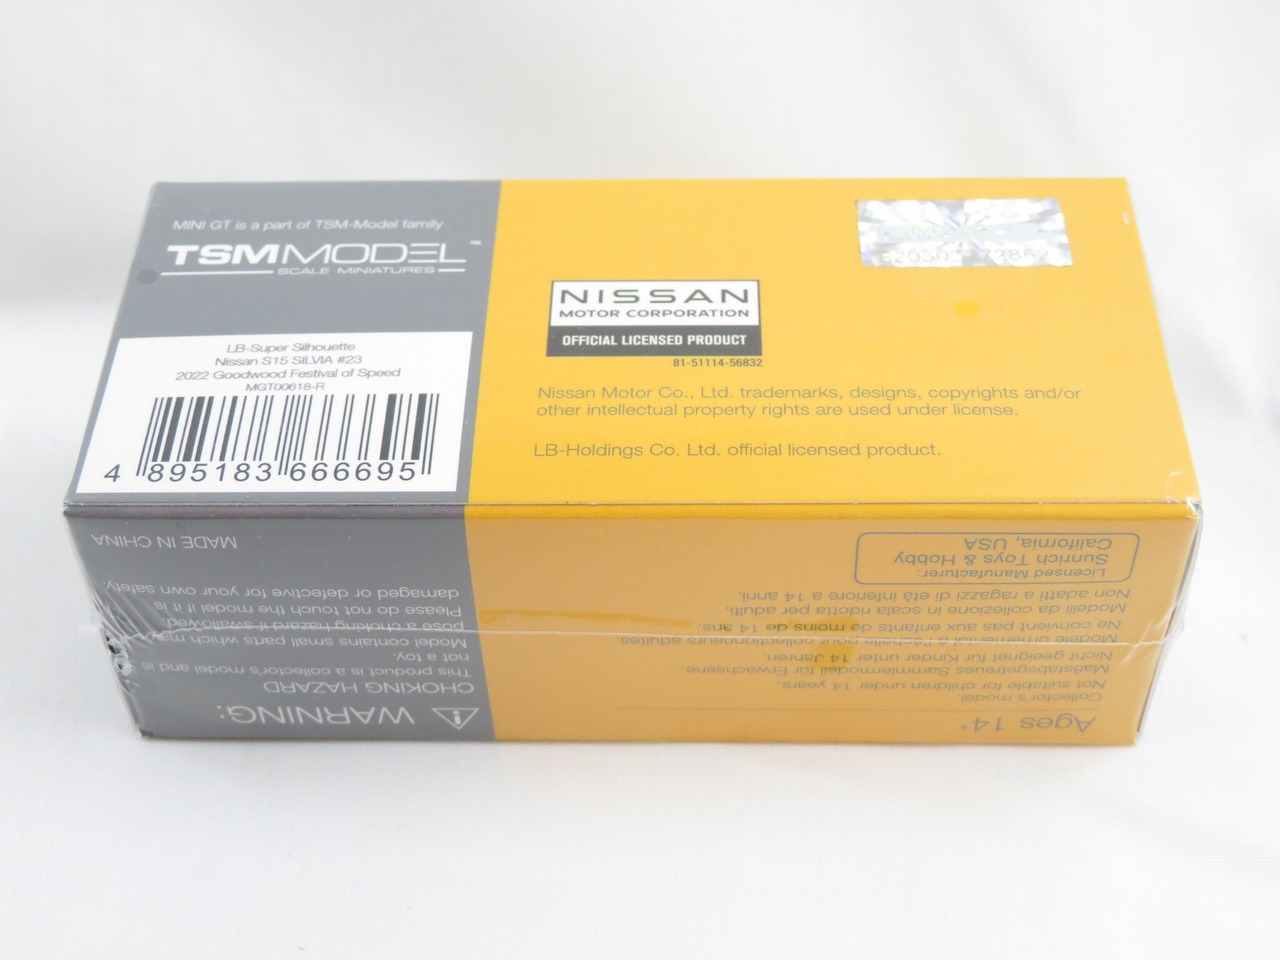 MINI GT is a part of TSM-Model family
TSMMODEL™
SCALE MINIATURES
LB-Super Silhouette
Nissan S15 SILVIA #23
2022 Goodwood Festival of Speed
MGT00618-R
4 895183 666695
NISSAN
MOTOR CORPORATION
OFFICIAL LICENSED PRODUCT
81-51114-56832
Nissan Motor Co., Ltd. trademarks, designs, copyrights and/or
other intellectual property rights are used under license.
LB-Holdings Co. Ltd. official licensed product.
WARNING:
CHOKING HAZARD
This product is a collector's model and is
not a toy.
Model contains small parts which may
pose a choking hazard if swallowed.
Please do not touch the model if it is
damaged or defective for your own safety.
MADE IN CHINA
Ages 14+
Collector's model.
Not suitable for children under 14 years.
Maßstabsgetreues Sammlermodell für Erwachsene.
Nicht geeignet für Kinder unter 14 Jahren.
Modèle ornemental à l'échelle pour collectionneurs adultes.
Ne convient pas aux enfants de moins de 14 ans.
Modelli da collezione in scala ridotta per adulti.
Non adatti a ragazzi di età inferiore a 14 anni.
Licensed Manufacturer:
Sunrich Toys & Hobby
California, USA